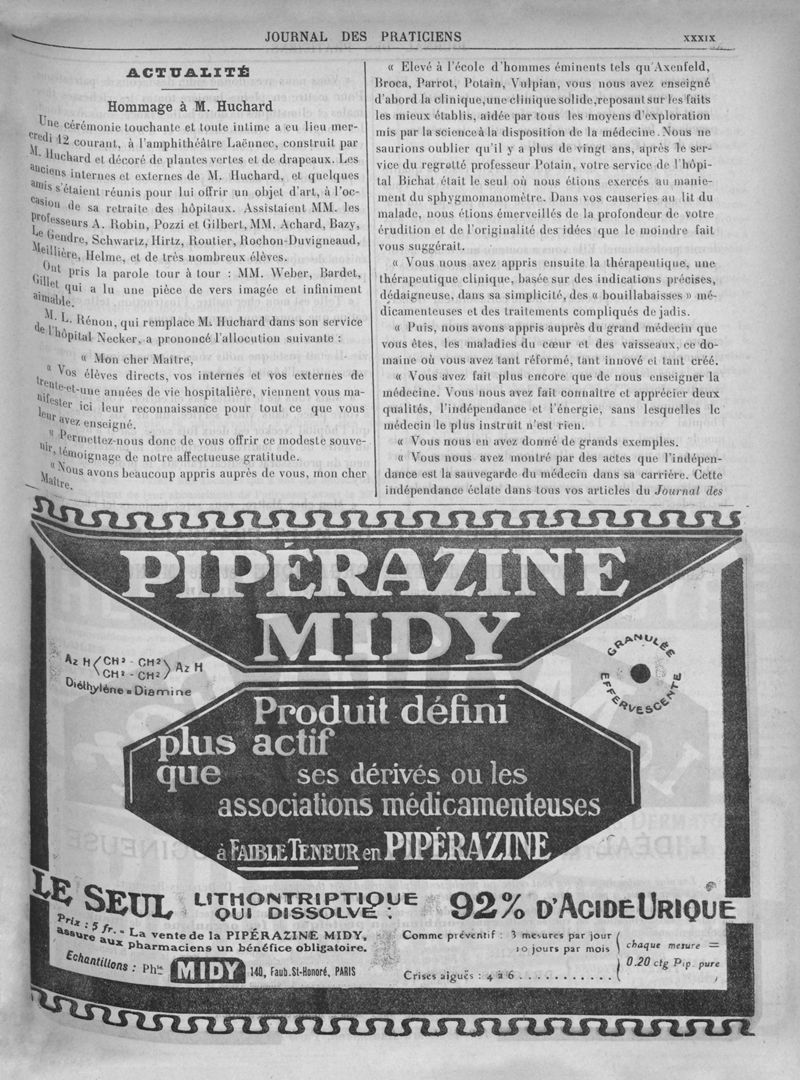 JOURNAL DES PRATICIENS
XXXIX
ACTUALITÉ
Hommage à M. Huchard
Une cérémonie touchante et toute intime a eu lieu mer-
credi 12 courant, à l'amphithéâtre Laënnec, construit par
M. Huchard et décoré de plantes vertes et de drapeaux. Les
anciens internes et externes de M. Huchard, et quelques
amis s'étaient réunis pour lui offrir un objet d'art, à l'oc-
casion de sa retraite des hôpitaux. Assistaient MM. les
professeurs A. Robin, Pozzi et Gilbert, MM. Achard, Bazy,
Le Gendre, Schwartz, Hirtz, Routier, Rochon-Duvigneaud,
Meillière, Helme, et de très nombreux élèves.
Ont pris la parole tour à tour : MM. Weber, Bardet,
Gillet qui a lu une pièce de vers imagée et infiniment
aimable.
M. L. Rénon, qui remplace M. Huchard dans son service
de l'hôpital Necker, a prononcé l'allocution suivante :
« Mon cher Maître,
« Vos élèves directs, vos internes et vos externes de
trente-et-une années de vie hospitalière, viennent vous ma-
nifester ici leur reconnaissance pour tout ce que vous
leur avez enseigné.
« Permettez-nous donc de vous offrir ce modeste souve-
nir, témoignage de notre affectueuse gratitude.
« Nous avons beaucoup appris auprès de vous, mon cher
Maître.
« Elevé à l'école d'hommes éminents tels qu'Axenfeld,
Broca, Parrot, Potain, Vulpian, vous nous avez enseigné
d'abord la clinique, une clinique solide, reposant sur les faits
les mieux établis, aidée par tous les moyens d'exploration
mis par la science à la disposition de la médecine. Nous ne
saurions oublier qu'il y a plus de vingt ans, après le ser-
vice du regretté professeur Potain, votre service de l'hôpi-
tal Bichat était le seul où nous étions exercés au manie-
ment du sphygmomanomètre. Dans vos causeries au lit du
malade, nous étions émerveillés de la profondeur de votre
érudition et de l'originalité des idées que le moindre fait
vous suggérait.
« Vous nous avez appris ensuite la thérapeutique, une
thérapeutique clinique, basée sur des indications précises,
dédaigneuse, dans sa simplicité, des « bouillabaisses » mé-
dicamenteuses et des traitements compliqués de jadis.
« Puis, nous avons appris auprès du grand médecin que
vous êtes, les maladies du cœur et des vaisseaux, ce do-
maine où vous avez tant réformé, tant innové et tant créé.
« Vous avez fait plus encore que de nous enseigner la
médecine. Vous nous avez fait connaître et apprécier deux
qualités, l'indépendance et l'énergie, sans lesquelles le
médecin le plus instruit n'est rien.
« Vous nous en avez donné de grands exemples.
« Vous nous avez montré par des actes que l'indépen-
dance est la sauvegarde du médecin dans sa carrière. Cette
indépendance éclate dans tous vos articles du Journal des
PIPÉRAZINE
MIDY
Az H CH² - CH² Az H
CH² - CH²
Diéthylène = Diamine
GRANULÉE
EFFERVESCENTE
Produit défini
plus actif
que ses dérivés ou les
associations médicamenteuses
à FAIBLE TENEUR en PIPÉRAZINE
LE SEUL LITHONTRIPTIQUE QUI DISSOLVE : 92% D'ACIDE URIQUE
Prix : 5 fr. - La vente de la PIPÉRAZINE MIDY,
assure aux pharmaciens un bénéfice obligatoire.
Echantillons : Phie MIDY 140, Faub. St-Honoré, PARIS
Comme préventif : 3 mesures par jour
10 jours par mois
Crises aiguës : 4 à 6 ...........
chaque mesure =
0.20 ctg Pip. pure